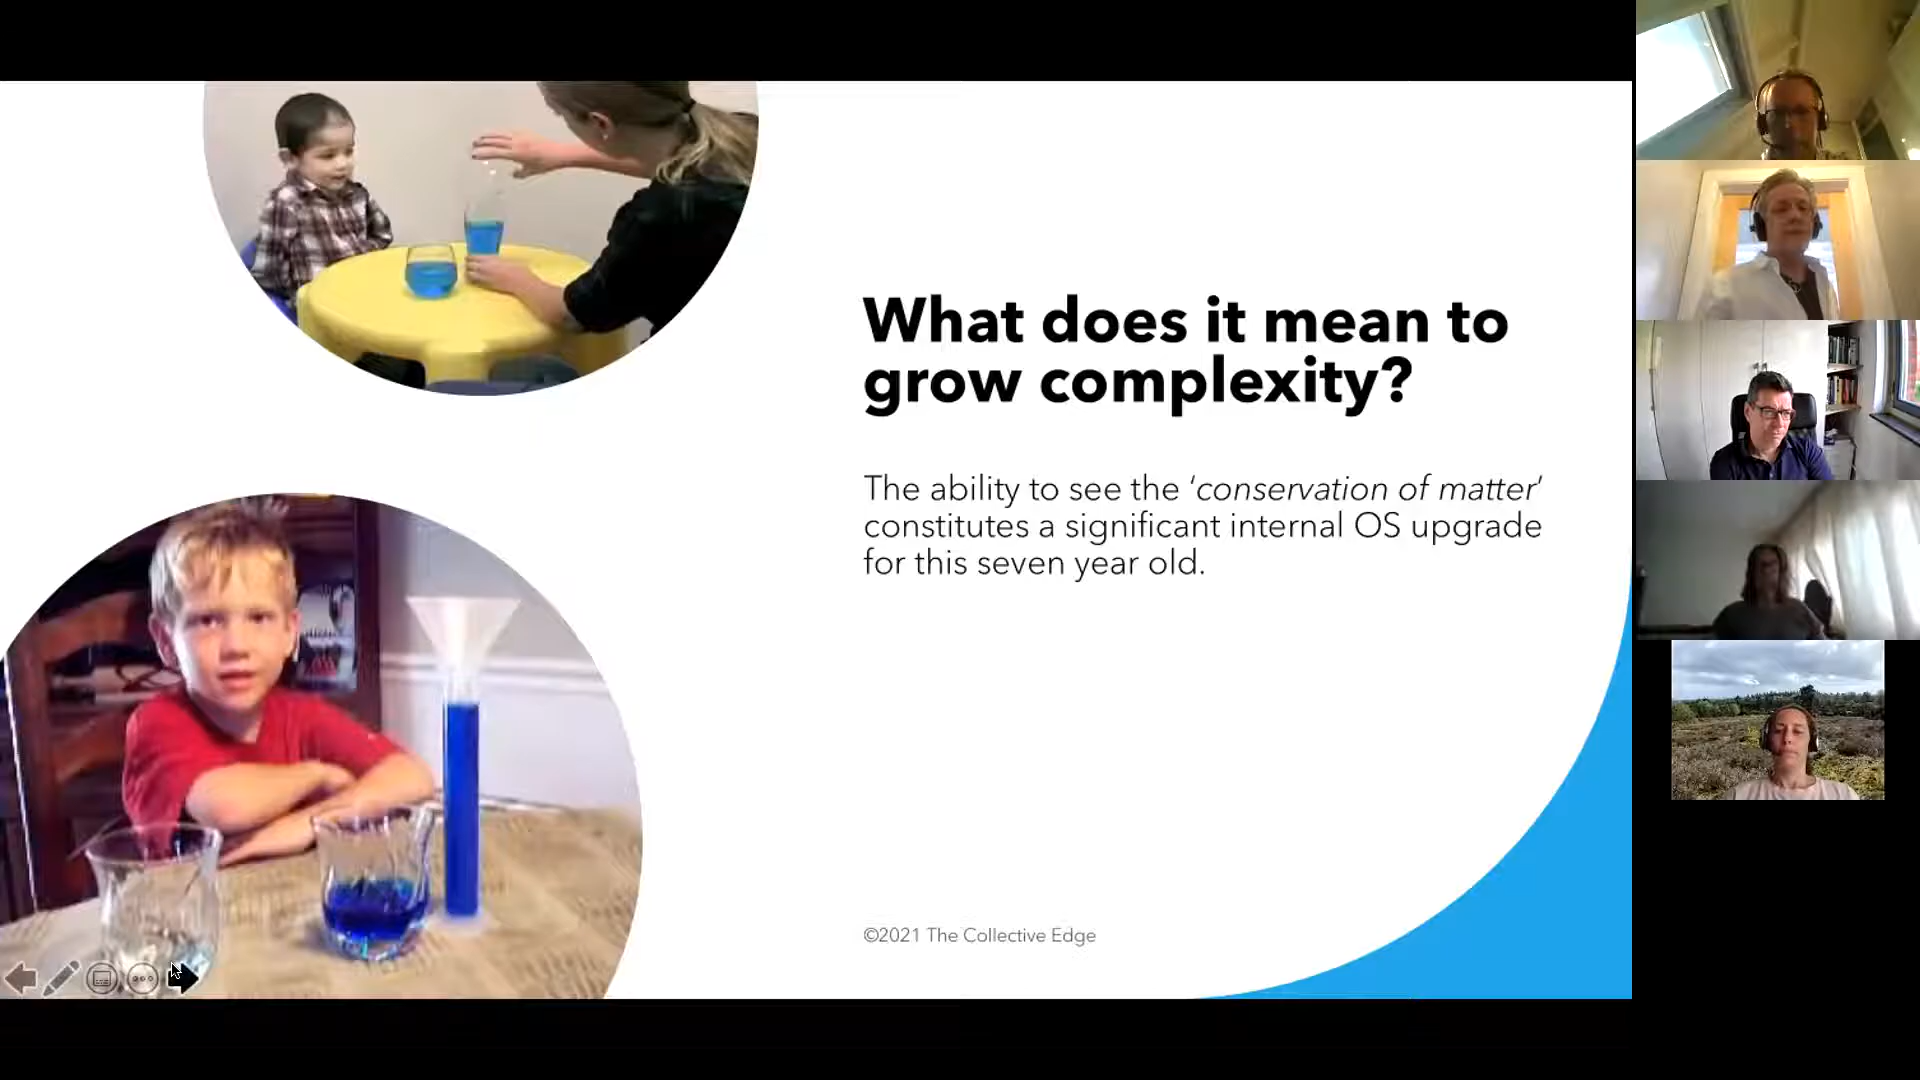 What does it mean to
grow complexity?
The ability to see the ‘conservation of matter’
constitutes a significant internal OS upgrade
for this seven year old.
©2021 The Collective Edge